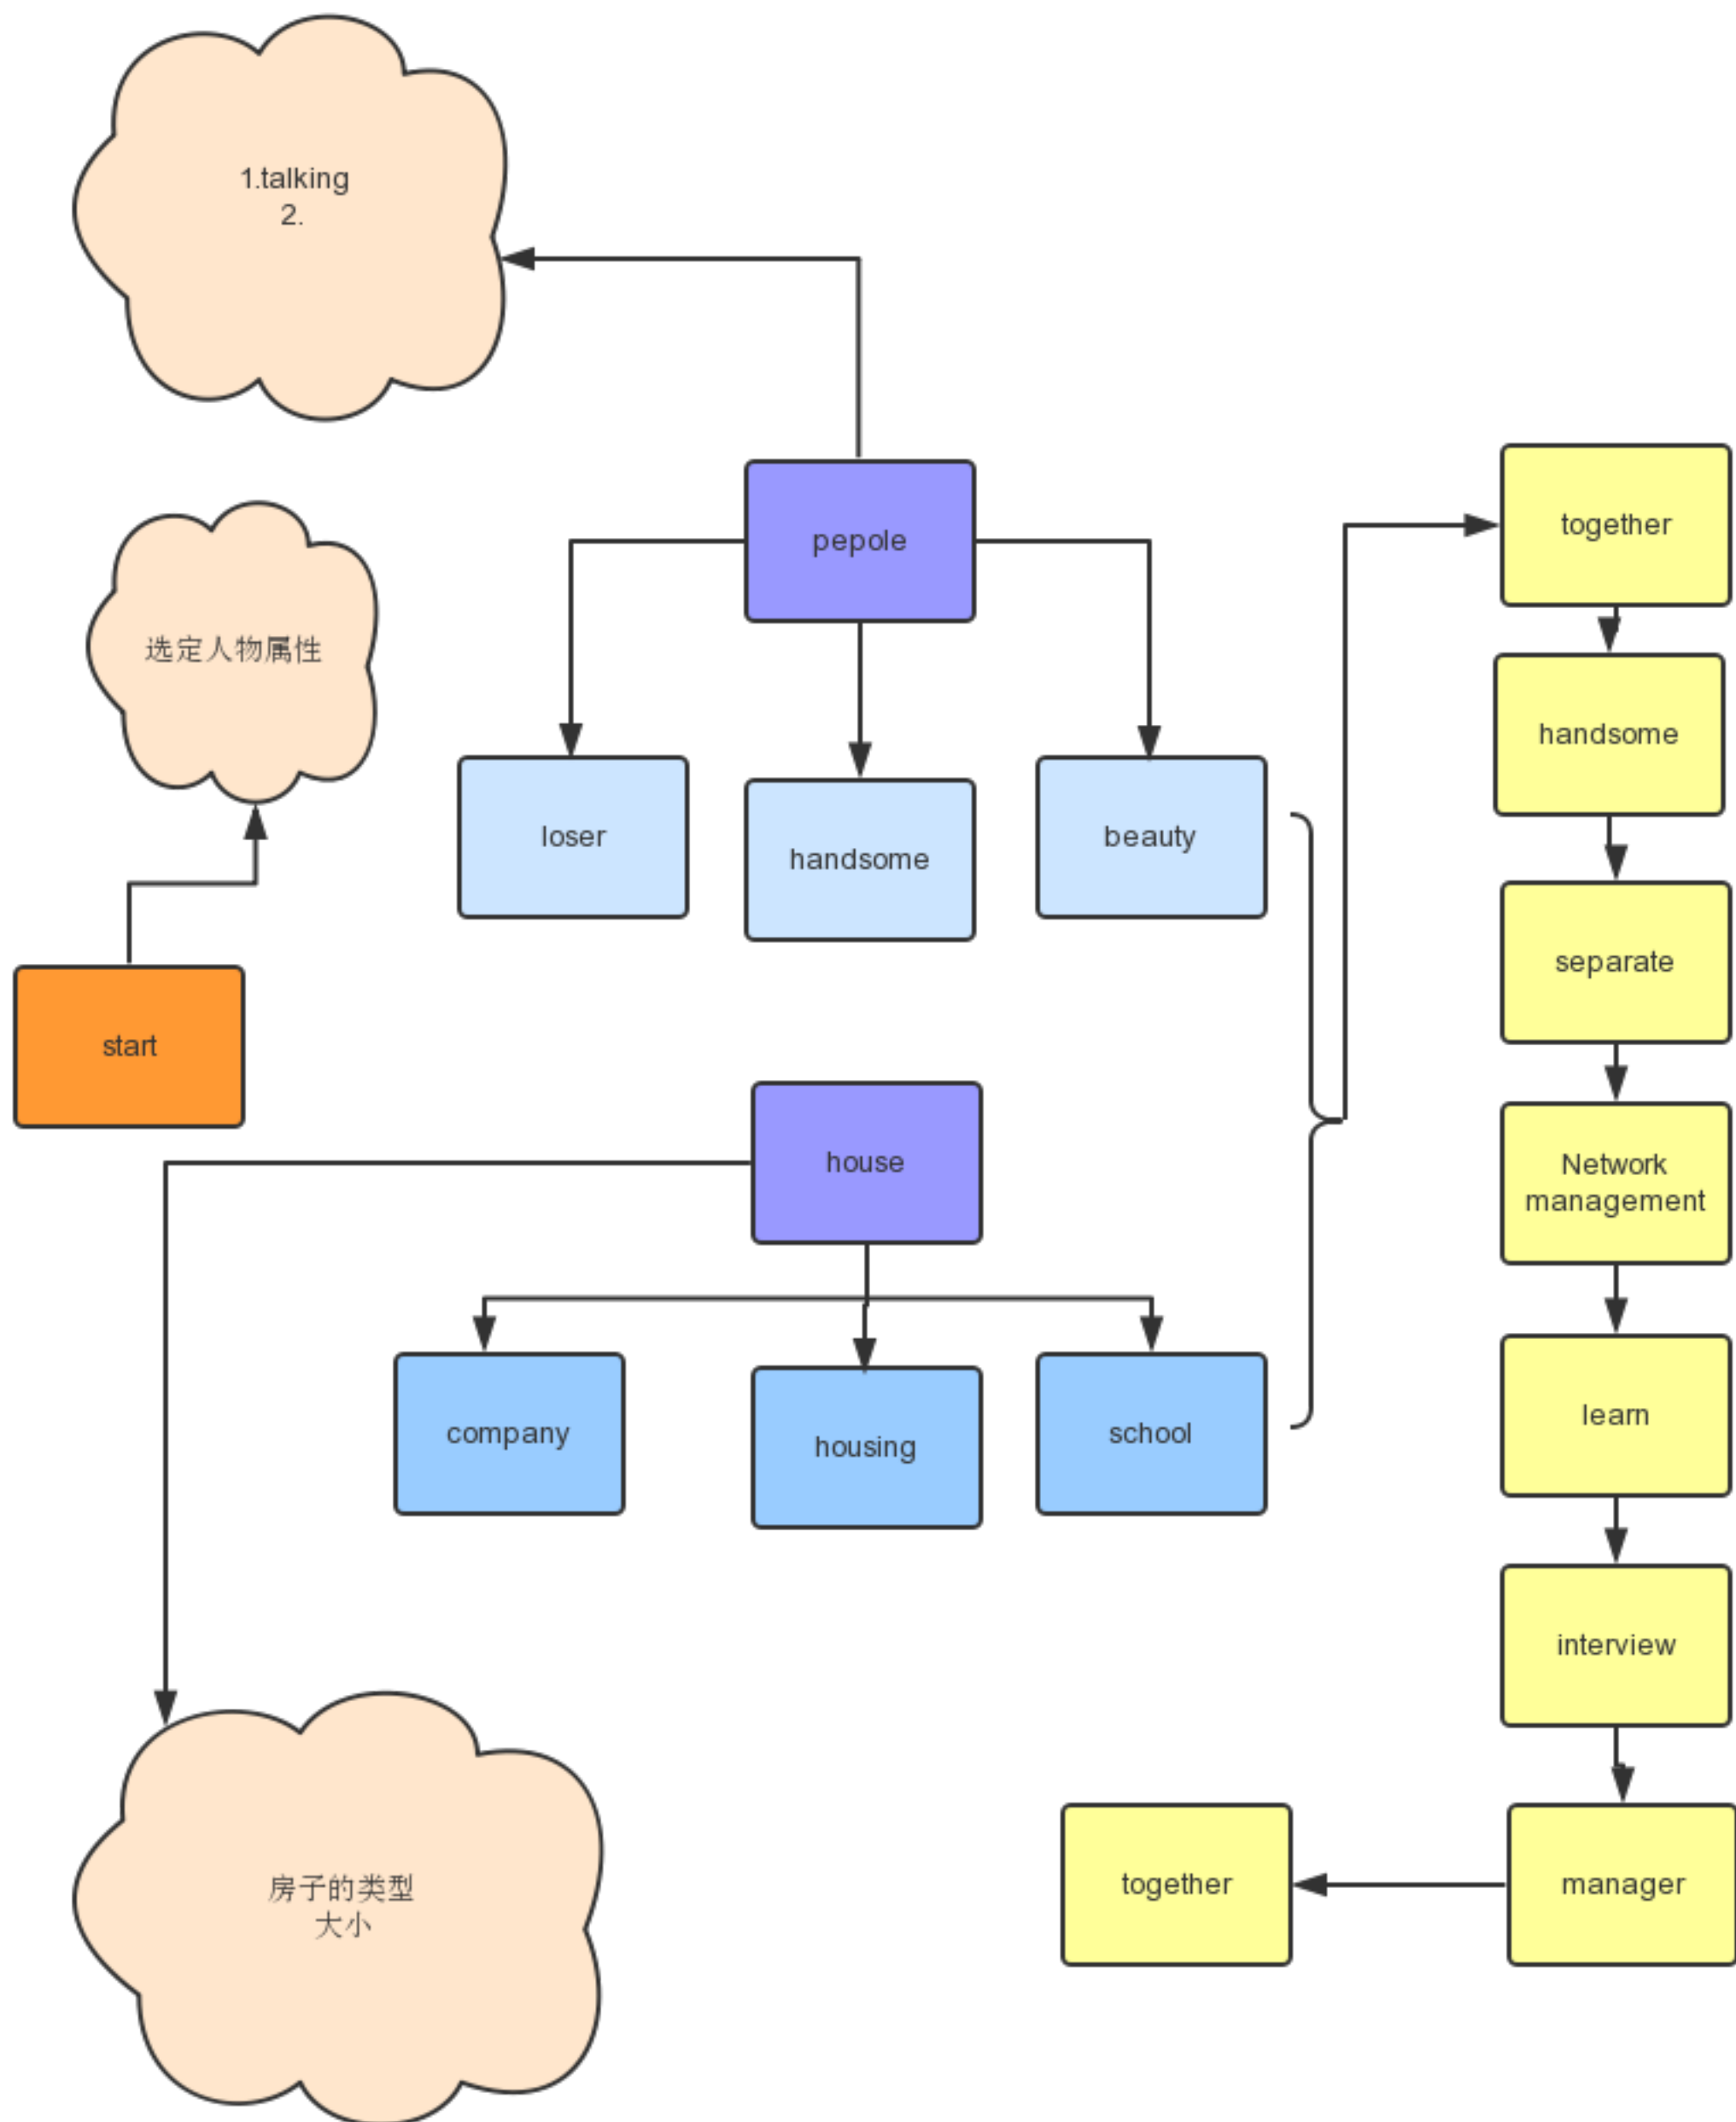 1.talking
2.
pepole
together
选定人物属性
handsome
loser
handsome
beauty
separate
start
house
Network
management
company
housing
school
learn
interview
房子的类型
大小
together
manager